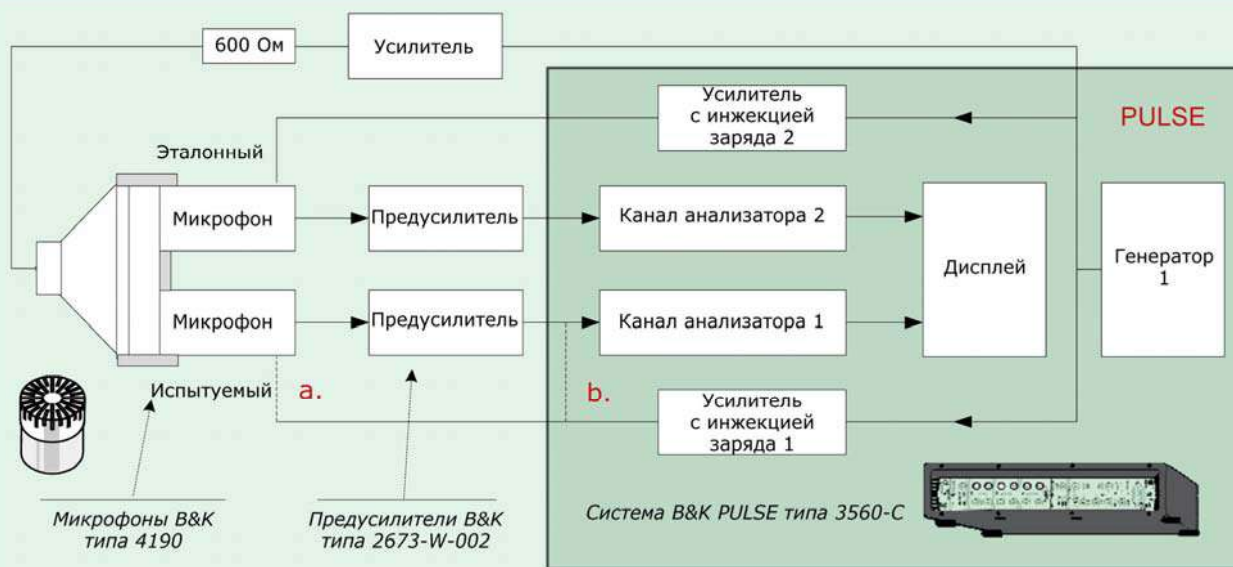 600 Ом
Усилитель
Усилитель
с инжекцией
заряда 2
PULSE
Эталонный
Микрофон
Предусилитель
Канал анализатора 2
Дисплей
Генератор
1
Микрофон
Предусилитель
Канал анализатора 1
Испытуемый
a.
b.
Усилитель
с инжекцией
заряда 1
Микрофоны B&K
типа 4190
Предусилители B&K
типа 2673-W-002
Система B&K PULSE типа 3560-C